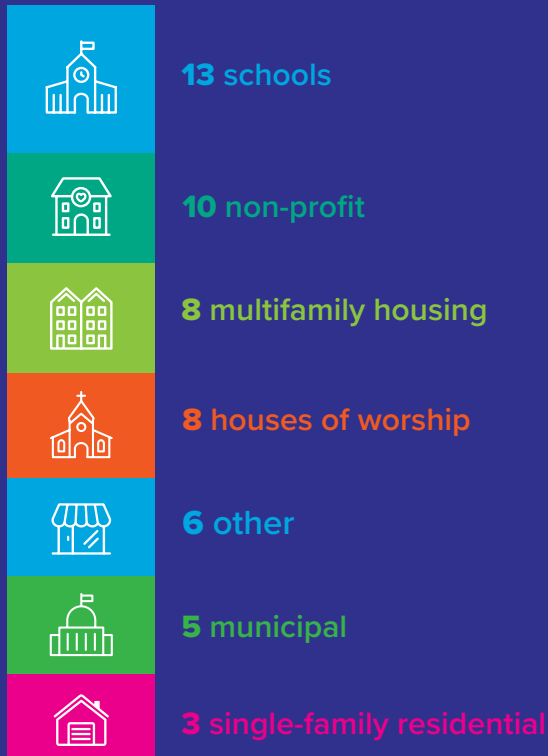 13 schools
10 non-profit
8 multifamily housing
8 houses of worship
6 other
5 municipal
3 single-family residential